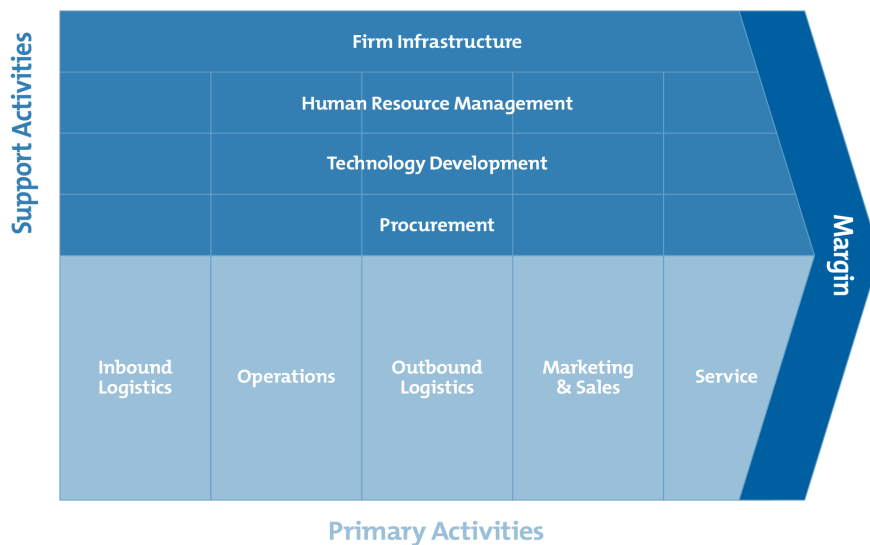 Support Activities
Firm Infrastructure
Human Resource Management
Technology Development
Procurement
Margin
Inbound
Logistics
Operations
Outbound
Logistics
Marketing
& Sales
Service
Primary Activities